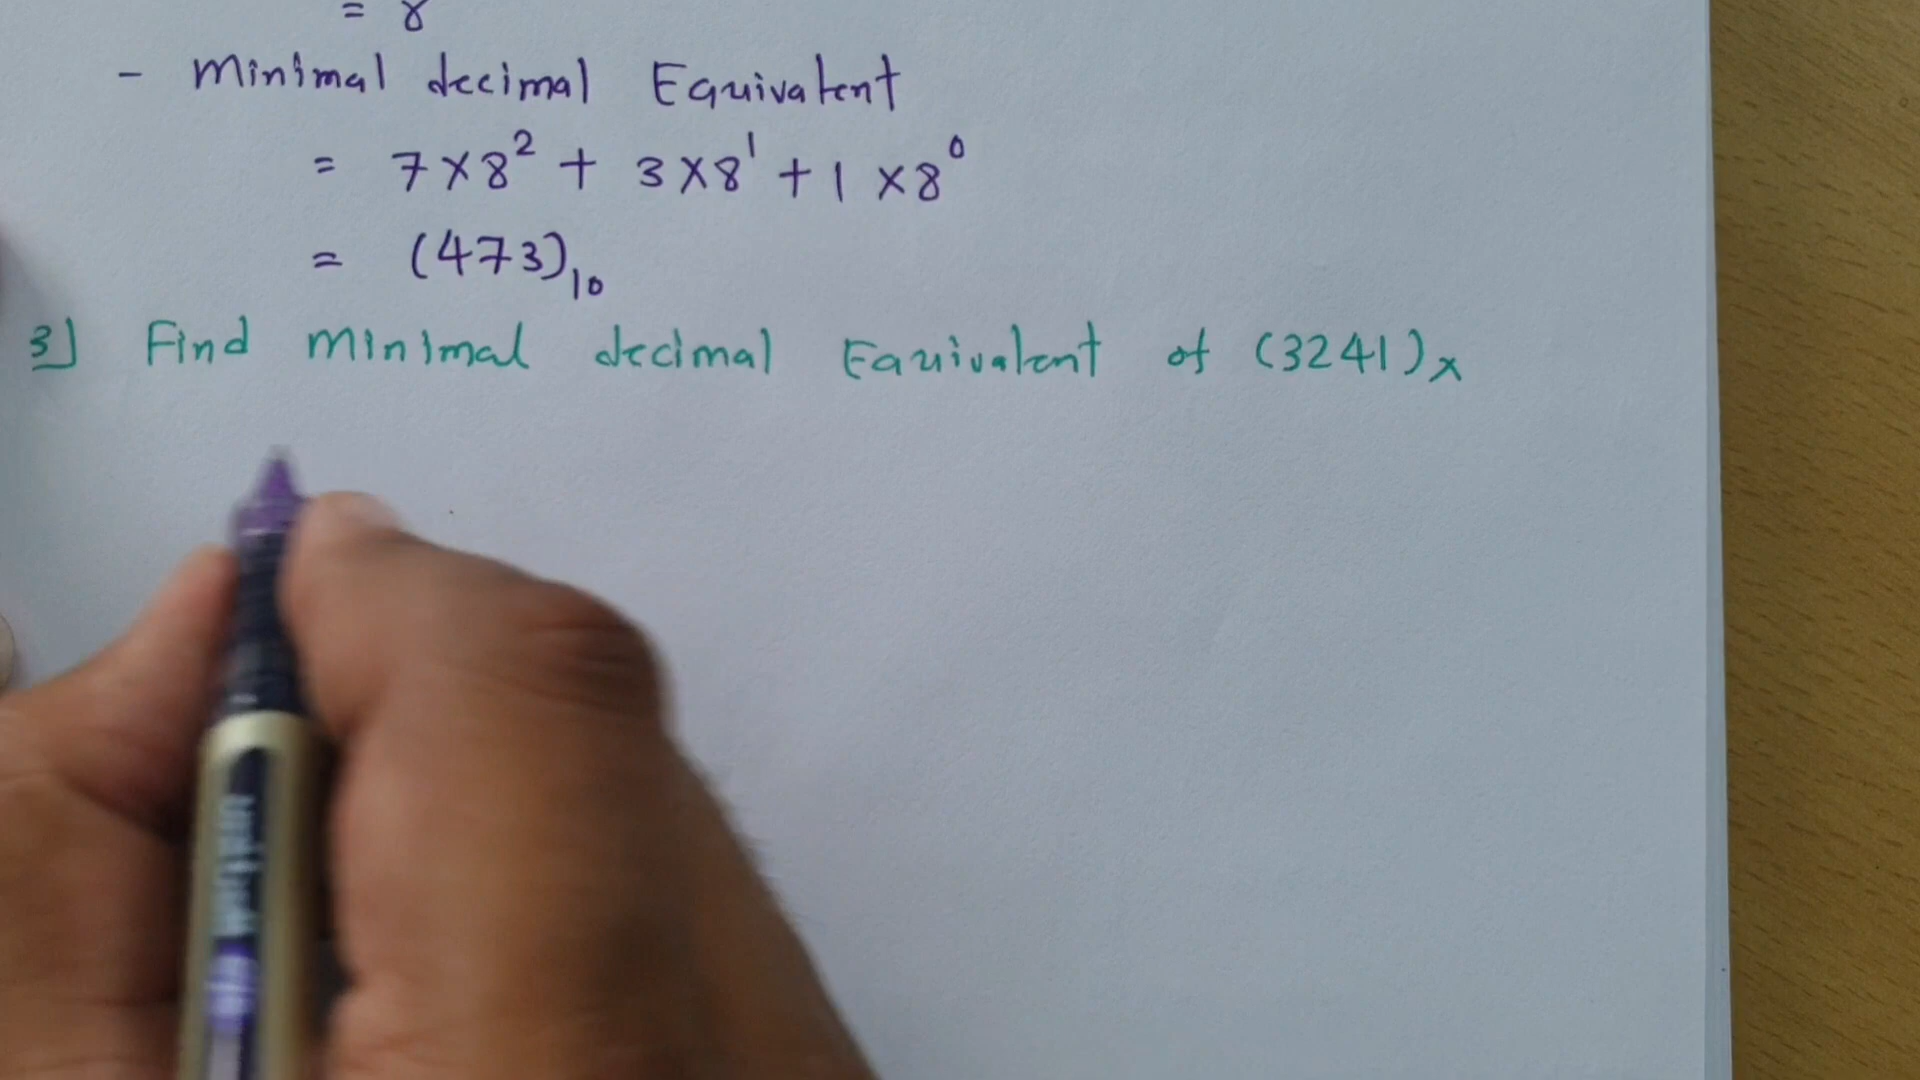 = 8
- Minimal decimal Equivalent
= 7×8² + 3×8¹ + 1×8⁰
= (473)₁₀
3] Find minimal decimal Equivalent of (3241)ₓ